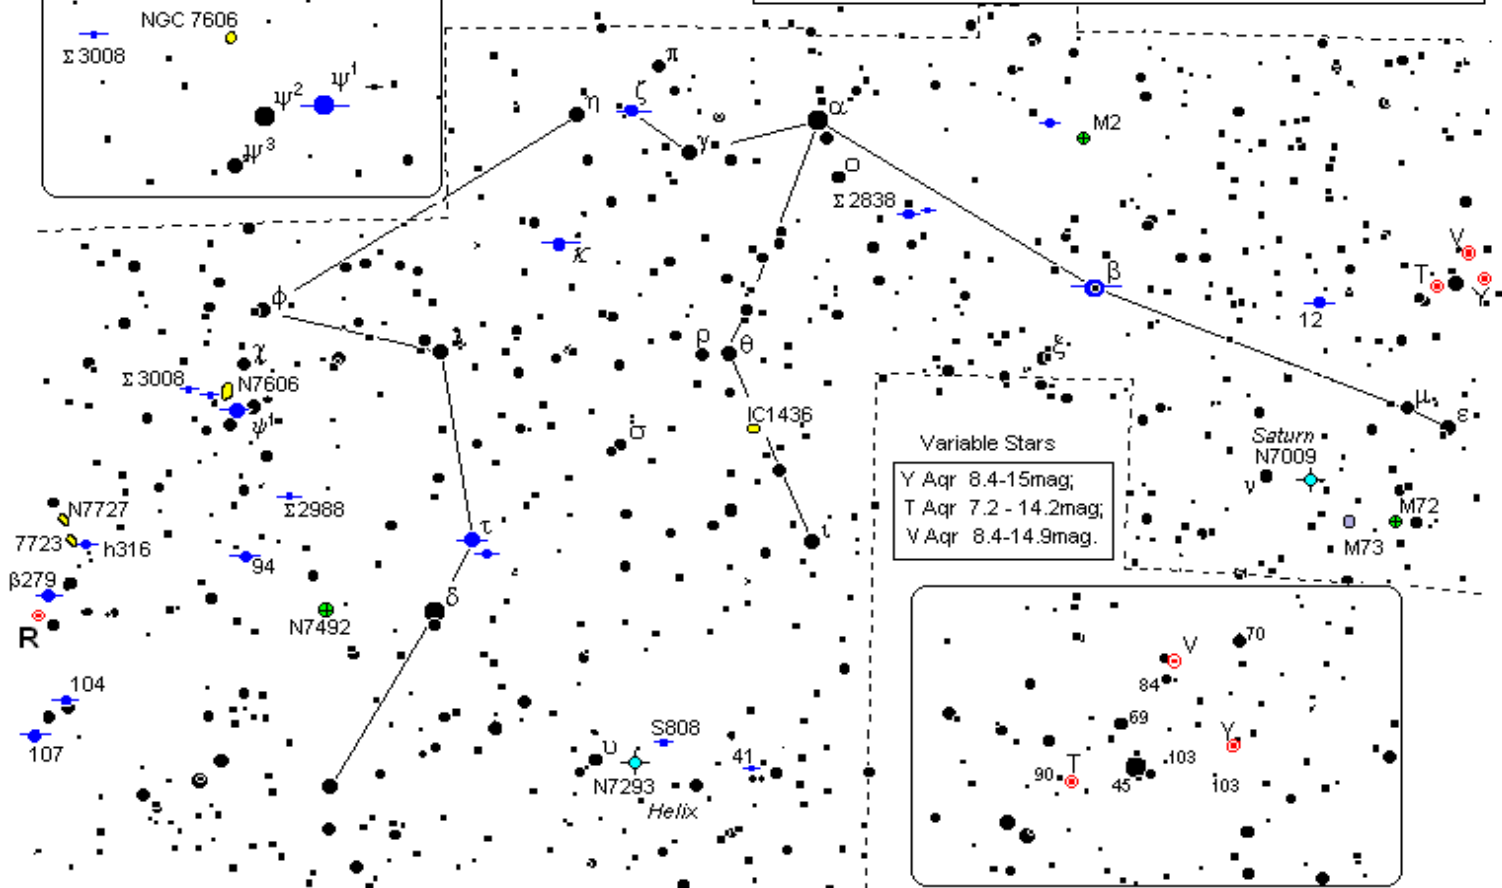 NGC 7606
Σ 3008
ψ² ψ¹
ψ³
π
η ζ
γ
α
ο
M2
Σ 2838
κ
β
V
T Y
12
φ
λ
χ
ρ θ
ξ
Σ 3008 N7606
ψ¹
IC1436
σ
μ ε
Saturn
N7009
ν
M72
M73
Variable Stars
Y Aqr 8.4-15mag;
T Aqr 7.2 - 14.2mag;
V Aqr 8.4-14.9mag.
N7727
7723 h316
Σ2988
τ
ι
94
β279
R
N7492
δ
104
107
S808
υ
41
N7293
Helix
70
V
84
69
Y
T
90 45 103
103